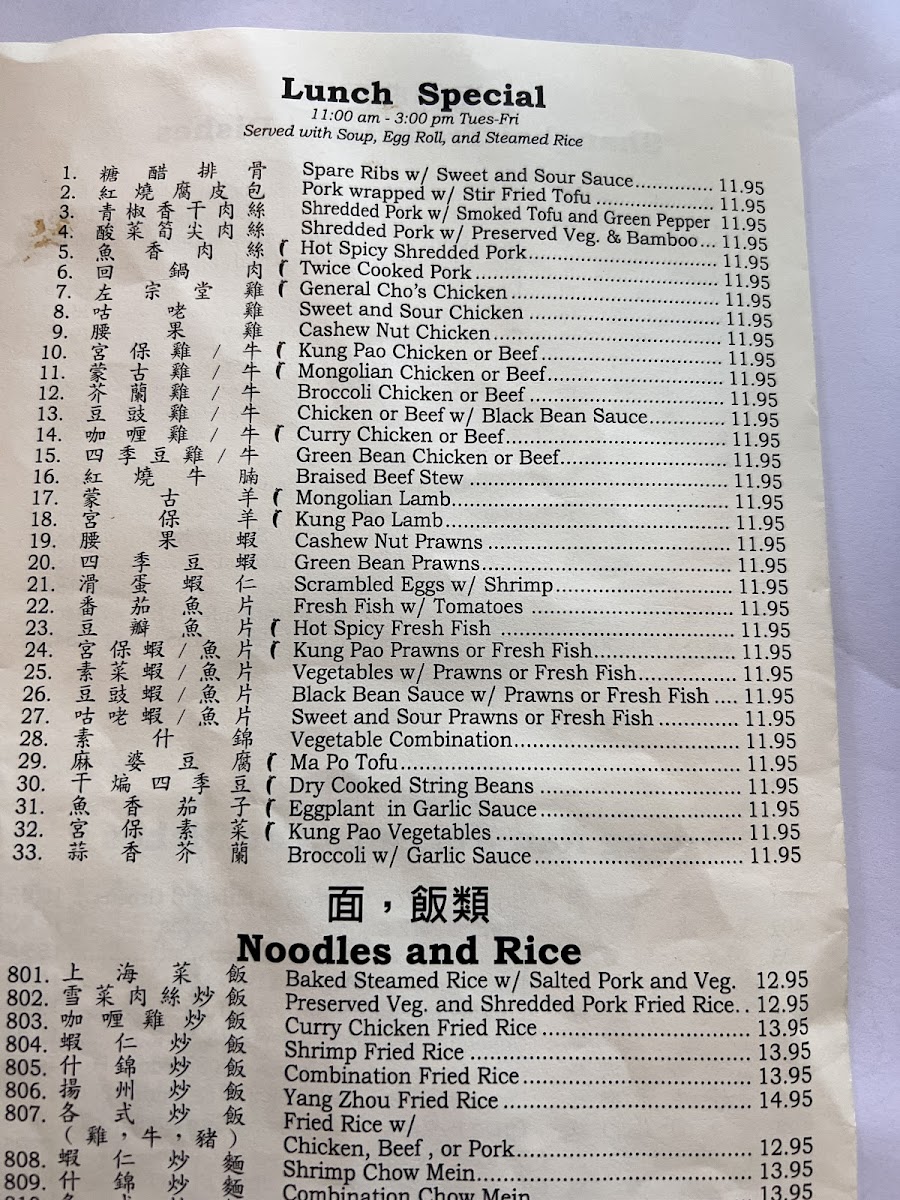 Lunch Special
11:00 am - 3:00 pm Tues-Fri
Served with Soup, Egg Roll, and Steamed Rice
1. 糖醋排骨 Spare Ribs w/ Sweet and Sour Sauce............. 11.95
2. 紅燒腐皮包 Pork wrapped w/ Stir Fried Tofu .................... 11.95
3. 青椒香干肉絲 Shredded Pork w/ Smoked Tofu and Green Pepper 11.95
4. 酸菜筍尖肉絲 Shredded Pork w/ Preserved Veg. & Bamboo... 11.95
5. 魚香肉絲 Hot Spicy Shredded Pork................................ 11.95
6. 回鍋肉 Twice Cooked Pork......................................... 11.95
7. 左宗堂雞 General Cho's Chicken................................... 11.95
8. 咕咾雞 Sweet and Sour Chicken ................................. 11.95
9. 腰果雞 Cashew Nut Chicken...................................... 11.95
10. 宮保雞/牛 Kung Pao Chicken or Beef.............................. 11.95
11. 蒙古雞/牛 Mongolian Chicken or Beef............................. 11.95
12. 芥蘭雞/牛 Broccoli Chicken or Beef ................................ 11.95
13. 豆豉雞/牛 Chicken or Beef w/ Black Bean Sauce............. 11.95
14. 咖喱雞/牛 Curry Chicken or Beef.................................... 11.95
15. 四季豆雞/牛 Green Bean Chicken or Beef........................... 11.95
16. 紅燒牛腩 Braised Beef Stew .......................................... 11.95
17. 蒙古羊 Mongolian Lamb............................................ 11.95
18. 宮保羊 Kung Pao Lamb............................................. 11.95
19. 腰果蝦 Cashew Nut Prawns ...................................... 11.95
20. 四季豆蝦 Green Bean Prawns....................................... 11.95
21. 滑蛋蝦仁 Scrambled Eggs w/ Shrimp............................ 11.95
22. 番茄魚片 Fresh Fish w/ Tomatoes ................................ 11.95
23. 豆瓣魚片 Hot Spicy Fresh Fish ..................................... 11.95
24. 宮保蝦/魚片 Kung Pao Prawns or Fresh Fish...................... 11.95
25. 素菜蝦/魚片 Vegetables w/ Prawns or Fresh Fish............... 11.95
26. 豆豉蝦/魚片 Black Bean Sauce w/ Prawns or Fresh Fish .... 11.95
27. 咕咾蝦/魚片 Sweet and Sour Prawns or Fresh Fish ............ 11.95
28. 素什錦 Vegetable Combination.................................. 11.95
29. 麻婆豆腐 Ma Po Tofu................................................... 11.95
30. 干煸四季豆 Dry Cooked String Beans ............................... 11.95
31. 魚香茄子 Eggplant in Garlic Sauce............................... 11.95
32. 宮保素菜 Kung Pao Vegetables ..................................... 11.95
33. 蒜香芥蘭 Broccoli w/ Garlic Sauce................................ 11.95
面，飯類
Noodles and Rice
801. 上海菜飯 Baked Steamed Rice w/ Salted Pork and Veg. 12.95
802. 雪菜肉絲炒飯 Preserved Veg. and Shredded Pork Fried Rice.. 12.95
803. 咖喱雞炒飯 Curry Chicken Fried Rice ................................ 13.95
804. 蝦仁炒飯 Shrimp Fried Rice ........................................... 13.95
805. 什錦炒飯 Combination Fried Rice................................... 13.95
806. 揚州炒飯 Yang Zhou Fried Rice ...................................... 14.95
807. 各式炒飯 Fried Rice w/
(雞，牛，豬) Chicken, Beef , or Pork.................................... 12.95
808. 蝦仁炒麵 Shrimp Chow Mein.......................................... 13.95
809. 什錦炒麵 Combination Chow Mein................................ 13.95